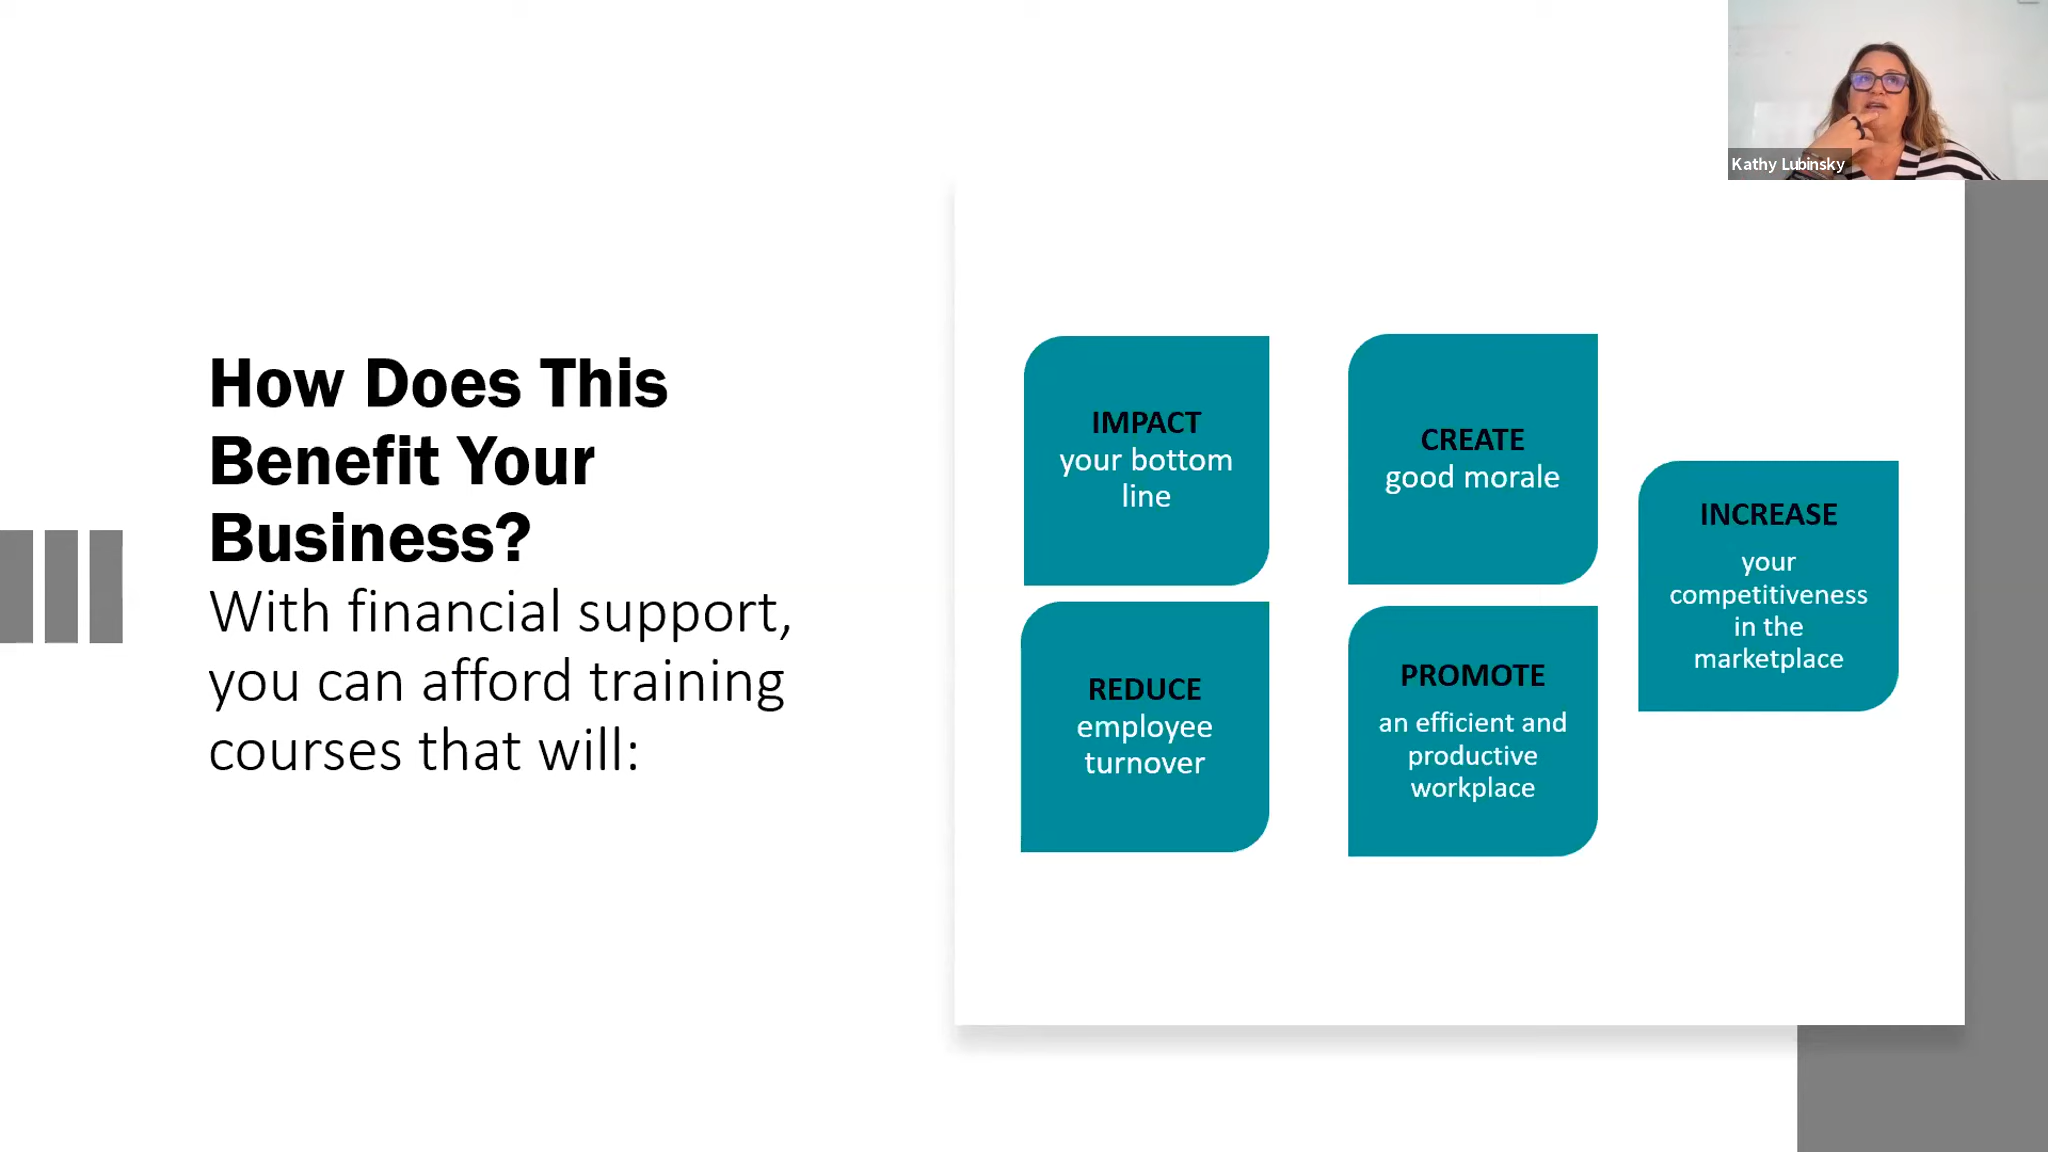 Kathy Lubinsky
How Does This
Benefit Your
Business?
With financial support,
you can afford training
courses that will:
IMPACT
your bottom
line
CREATE
good morale
REDUCE
employee
turnover
PROMOTE
an efficient and
productive
workplace
INCREASE
your
competitiveness
in the
marketplace